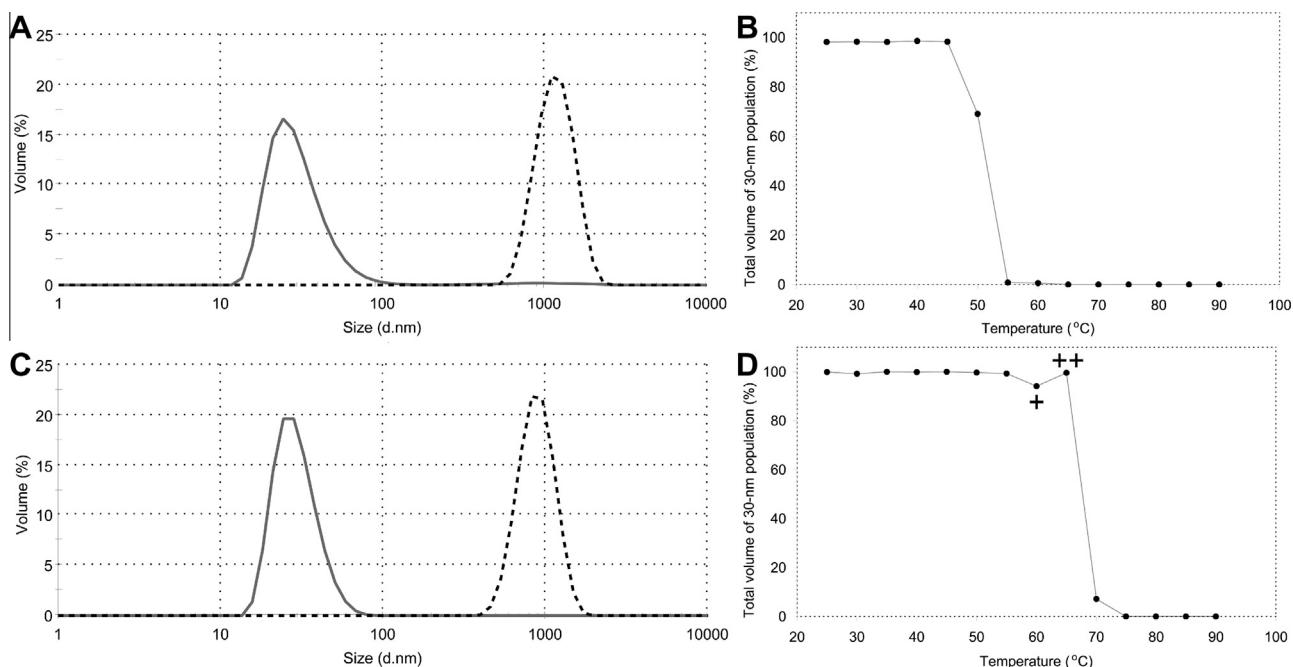 A
Volume (%)
25
20
15
10
5
0
1 10 100 1000 10000
Size (d.nm)
B
Total volume of 30-nm population (%)
100
80
60
40
20
0
20 30 40 50 60 70 80 90 100
Temperature (°C)
C
Volume (%)
25
20
15
10
5
0
1 10 100 1000 10000
Size (d.nm)
D
Total volume of 30-nm population (%)
100
80
60
40
20
0
++
+
20 30 40 50 60 70 80 90 100
Temperature (°C)